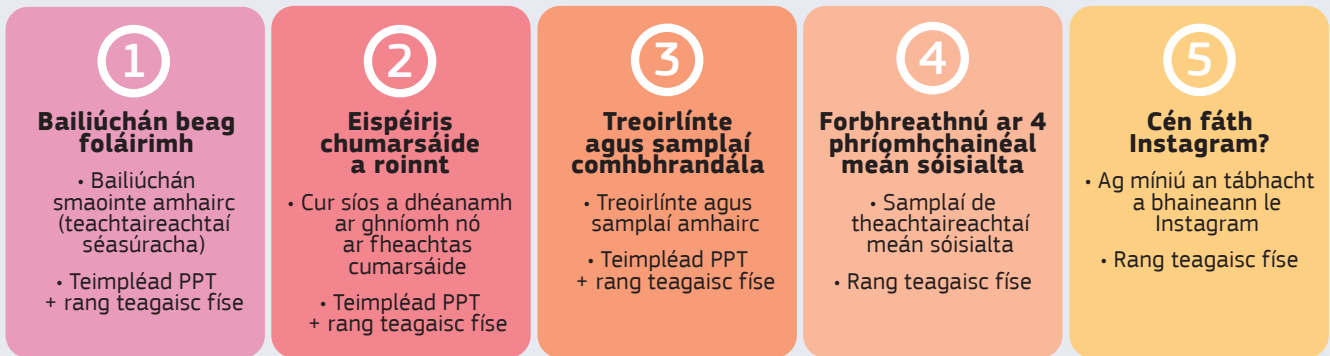 1
Bailiúchán beag
foláirimh
• Bailiúchán
smaointe amhairc
(teachtaireachtaí
séasúracha)
• Teimpléad PPT
+ rang teagaisc físe
2
Eispéiris
chumarsáide
a roinnt
• Cur síos a dhéanamh
ar ghníomh nó
ar fheachtas
cumarsáide
• Teimpléad PPT
+ rang teagaisc físe
3
Treoirlínte
agus samplaí
comhbhrandála
• Treoirlínte agus
samplaí amhairc
• Teimpléad PPT
+ rang teagaisc físe
4
Forbhreathnú ar 4
phríomhchainéal
meán sóisialta
• Samplaí de
theachtaireachtaí
meán sóisialta
• Rang teagaisc físe
5
Cén fáth
Instagram?
• Ag míniú an tábhacht
a bhaineann le
Instagram
• Rang teagaisc físe